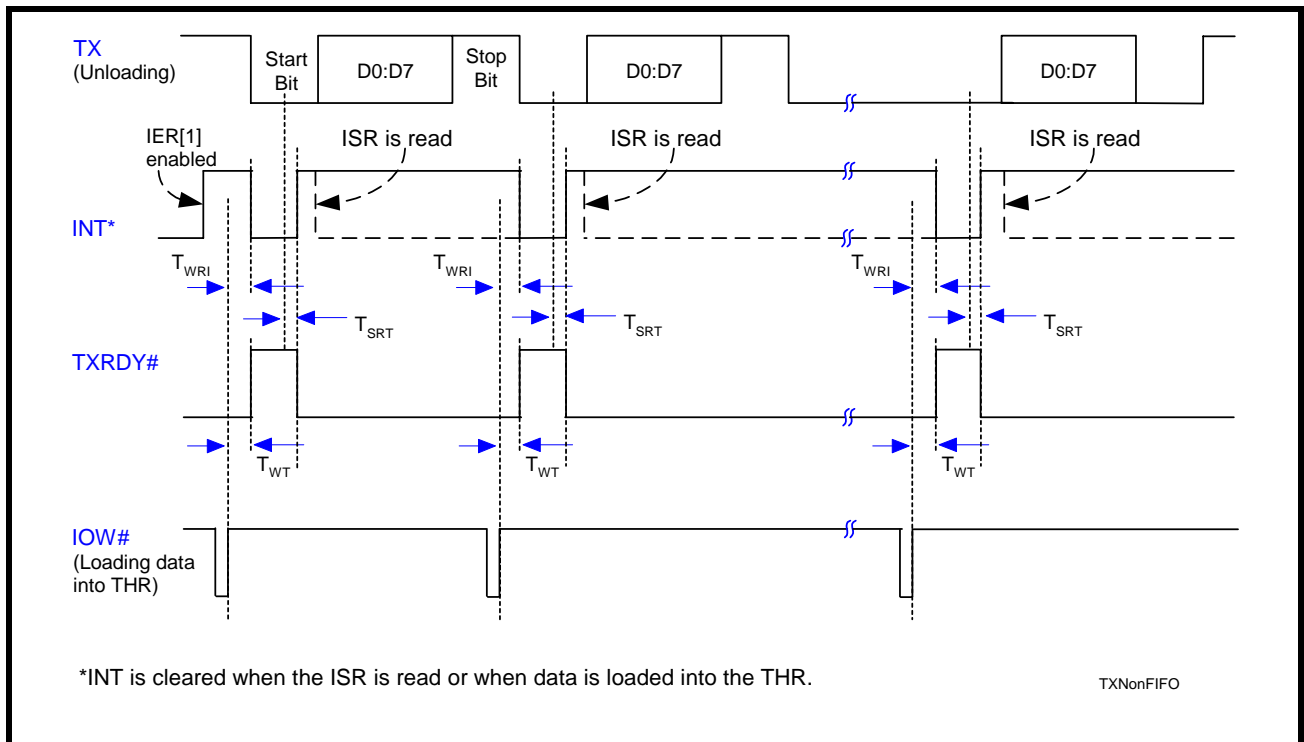 TX
(Unloading)
Start
Bit
D0:D7
Stop
Bit
D0:D7
D0:D7
IER[1]
enabled
ISR is read
ISR is read
ISR is read
INT*
TWRI
TWRI
TWRI
TSRT
TSRT
TSRT
TXRDY#
TWT
TWT
TWT
IOW#
(Loading data
into THR)
*INT is cleared when the ISR is read or when data is loaded into the THR.
TXNonFIFO